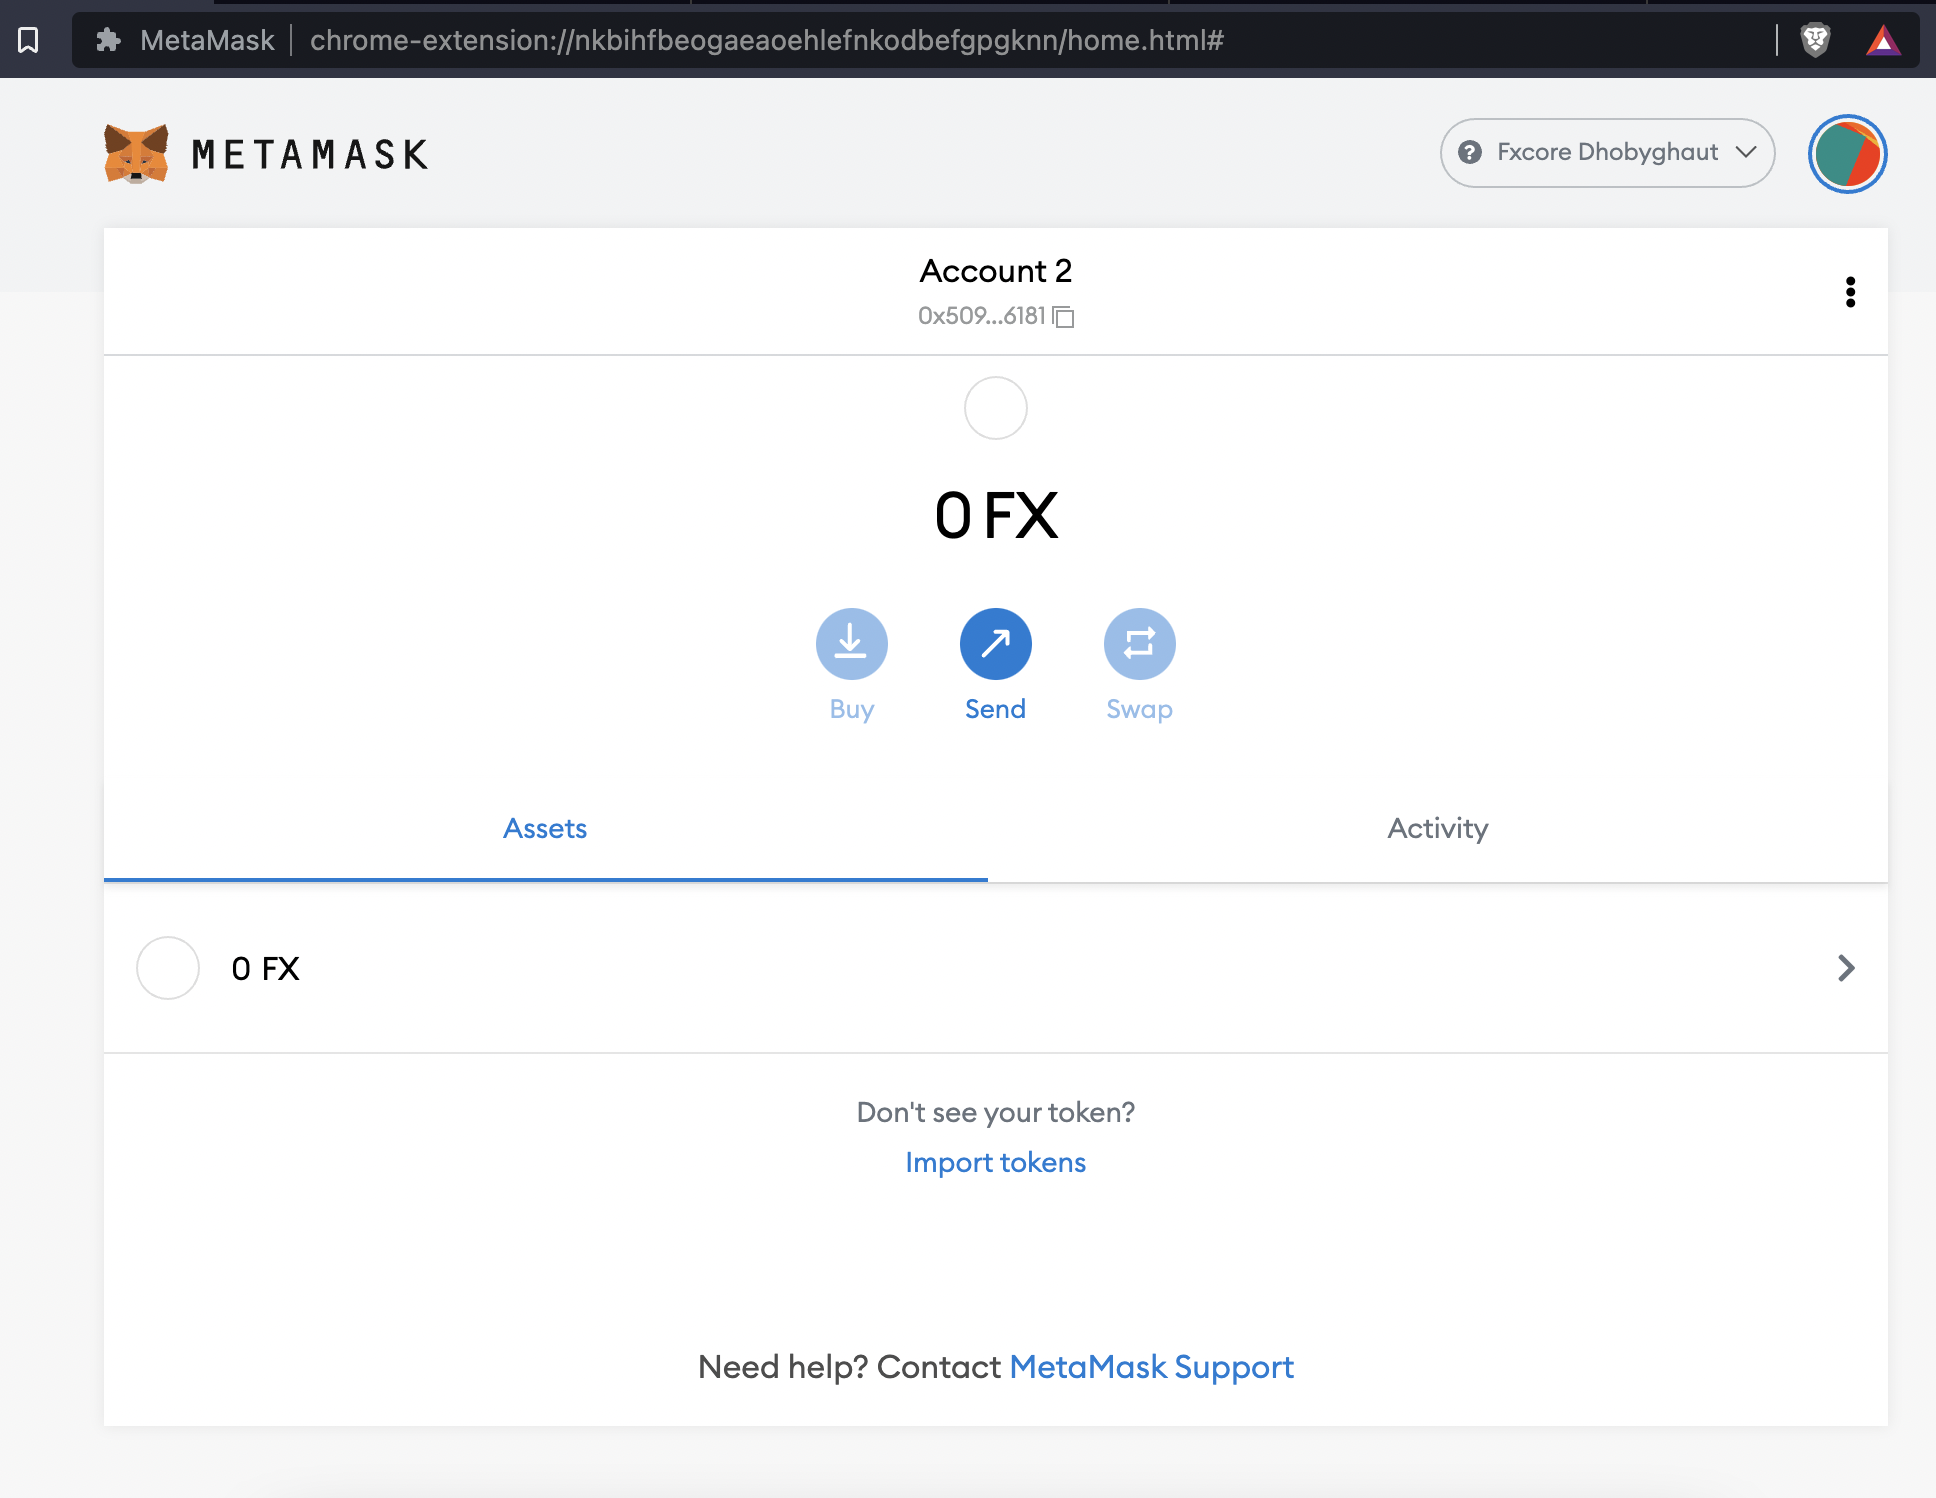 MetaMask chrome-extension://nkbihfbeogaeaoehlefnkodbefgpgknn/home.html#
METAMASK
Fxcore Dhobyghaut
Account 2
0x509...6181
0 FX
Buy
Send
Swap
Assets
Activity
0 FX
Don't see your token?
Import tokens
Need help? Contact MetaMask Support